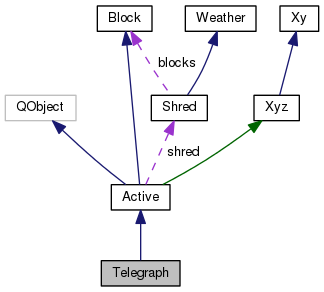 Block
Weather
Xy
blocks
QObject
Shred
Xyz
shred
Active
Telegraph